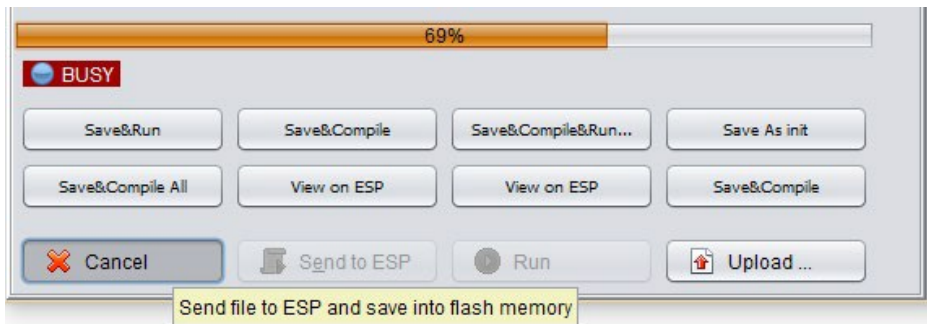 69%
BUSY
Save&Run Save&Compile Save&Compile&Run... Save As init
Save&Compile All View on ESP View on ESP Save&Compile
Cancel Send to ESP Run Upload ...
Send file to ESP and save into flash memory